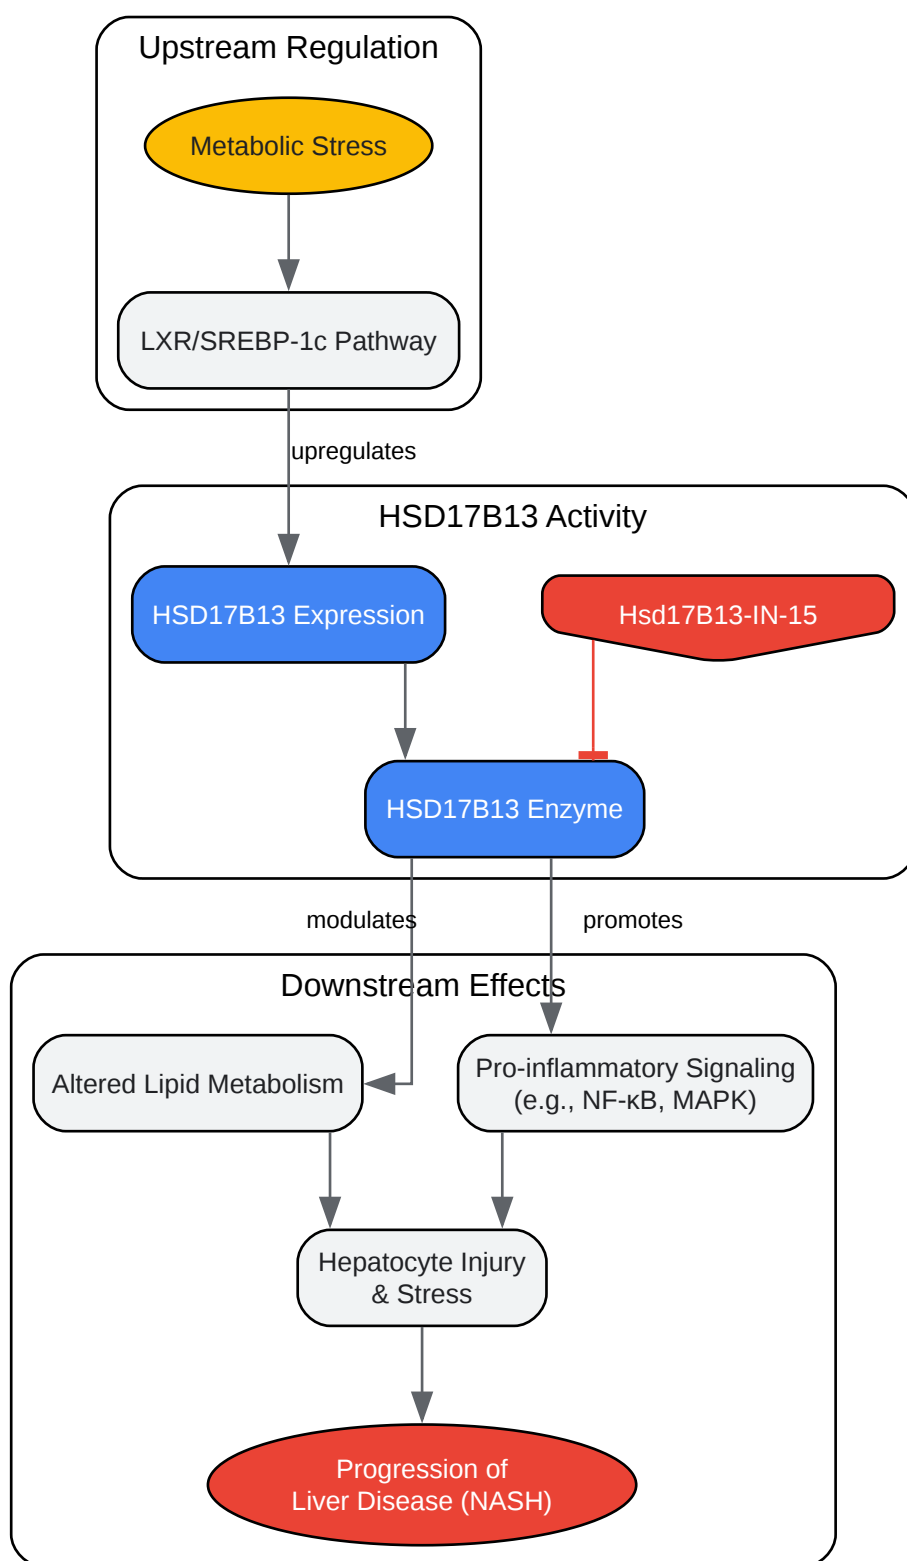 Upstream Regulation
Metabolic Stress
LXR/SREBP-1c Pathway
upregulates
HSD17B13 Activity
HSD17B13 Expression
Hsd17B13-IN-15
HSD17B13 Enzyme
modulates
promotes
Downstream Effects
Altered Lipid Metabolism
Pro-inflammatory Signaling
(e.g., NF-κB, MAPK)
Hepatocyte Injury
& Stress
Progression of
Liver Disease (NASH)